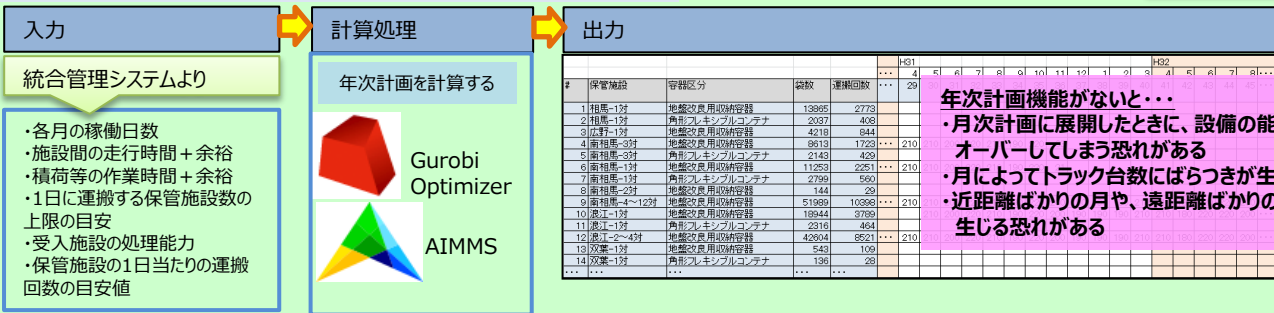 入力
統合管理システムより
・各月の稼働日数
・施設間の走行時間+余裕
・積荷等の作業時間+余裕
・1日に運搬する保管施設数の
上限の目安
・受入施設の処理能力
・保管施設の1日当たりの運搬
回数の目安値
計算処理
年次計画を計算する
Gurobi
Optimizer
AIMMS
出力
H31 H32
・・・ 4 5 6 7 8 9 10 11 12 1 2 3 4 5 6 7 8・・・
# 保管施設 容器区分 袋数 運搬回数 ・・・ 29
1 相馬-1対 地盤改良用収納容器 13865 2773
2 相馬-1対 角形フレキシブルコンテナ 2037 408
3 広野-1対 地盤改良用収納容器 4218 844
4 南相馬-3対 地盤改良用収納容器 8613 1723 ・・・ 210
5 南相馬-3対 角形フレキシブルコンテナ 2143 429
6 南相馬-1対 地盤改良用収納容器 11253 2251 ・・・ 210
7 南相馬-1対 角形フレキシブルコンテナ 2799 560
8 南相馬-2対 地盤改良用収納容器 144 29
9 南相馬-4~12対 地盤改良用収納容器 51989 10398 ・・・ 210
10 浪江-1対 地盤改良用収納容器 18944 3789
11 浪江-1対 角形フレキシブルコンテナ 2316 464
12 浪江-2~4対 地盤改良用収納容器 42604 8521 ・・・ 210
13 双葉-1対 地盤改良用収納容器 543 109
14 双葉-1対 角形フレキシブルコンテナ 136 28
・・・ ・・・ ・・・ ・・・ ・・・
年次計画機能がないと・・・
・月次計画に展開したときに、設備の能
オーバーしてしまう恐れがある
・月によってトラック台数にばらつきが生
・近距離ばかりの月や、遠距離ばかりの
生じる恐れがある